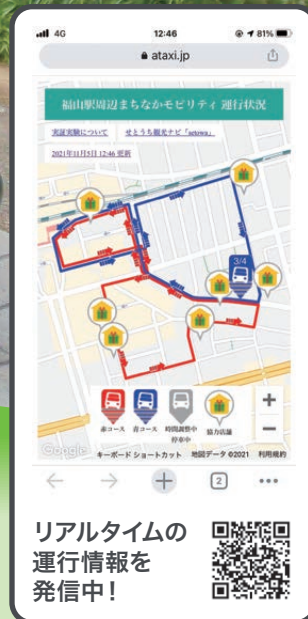 4G 12:46 81%
ataxi.jp
福山駅周辺まちなかモビリティ 運行状況
実証実験について せとうち観光ナビ「setowa」
2021年11月5日 12:46 更新
3/4
赤コース 青コース 時間調整中 協力店舗
停車中
+
−
Google キーボード ショートカット 地図データ ©2021 利用規約
2
リアルタイムの
運行情報を
発信中！